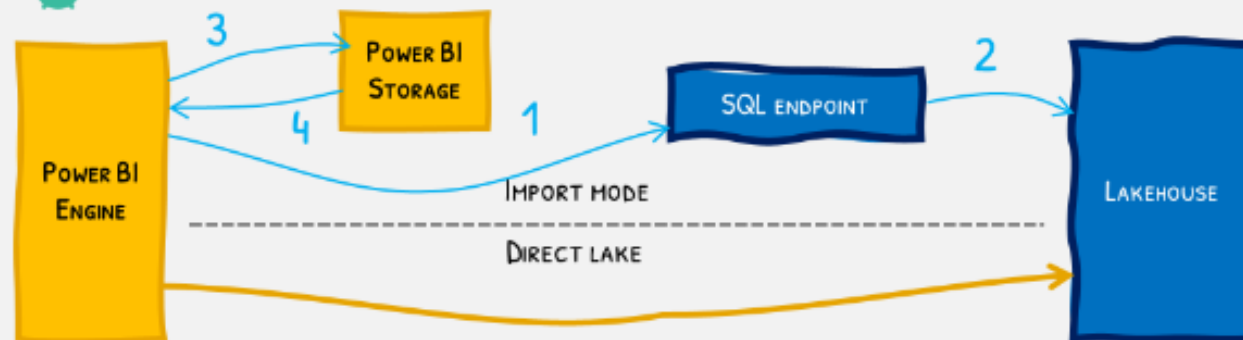 3
POWER BI
STORAGE
2
SQL ENDPOINT
4
1
POWER BI
ENGINE
IMPORT MODE
LAKEHOUSE
DIRECT LAKE